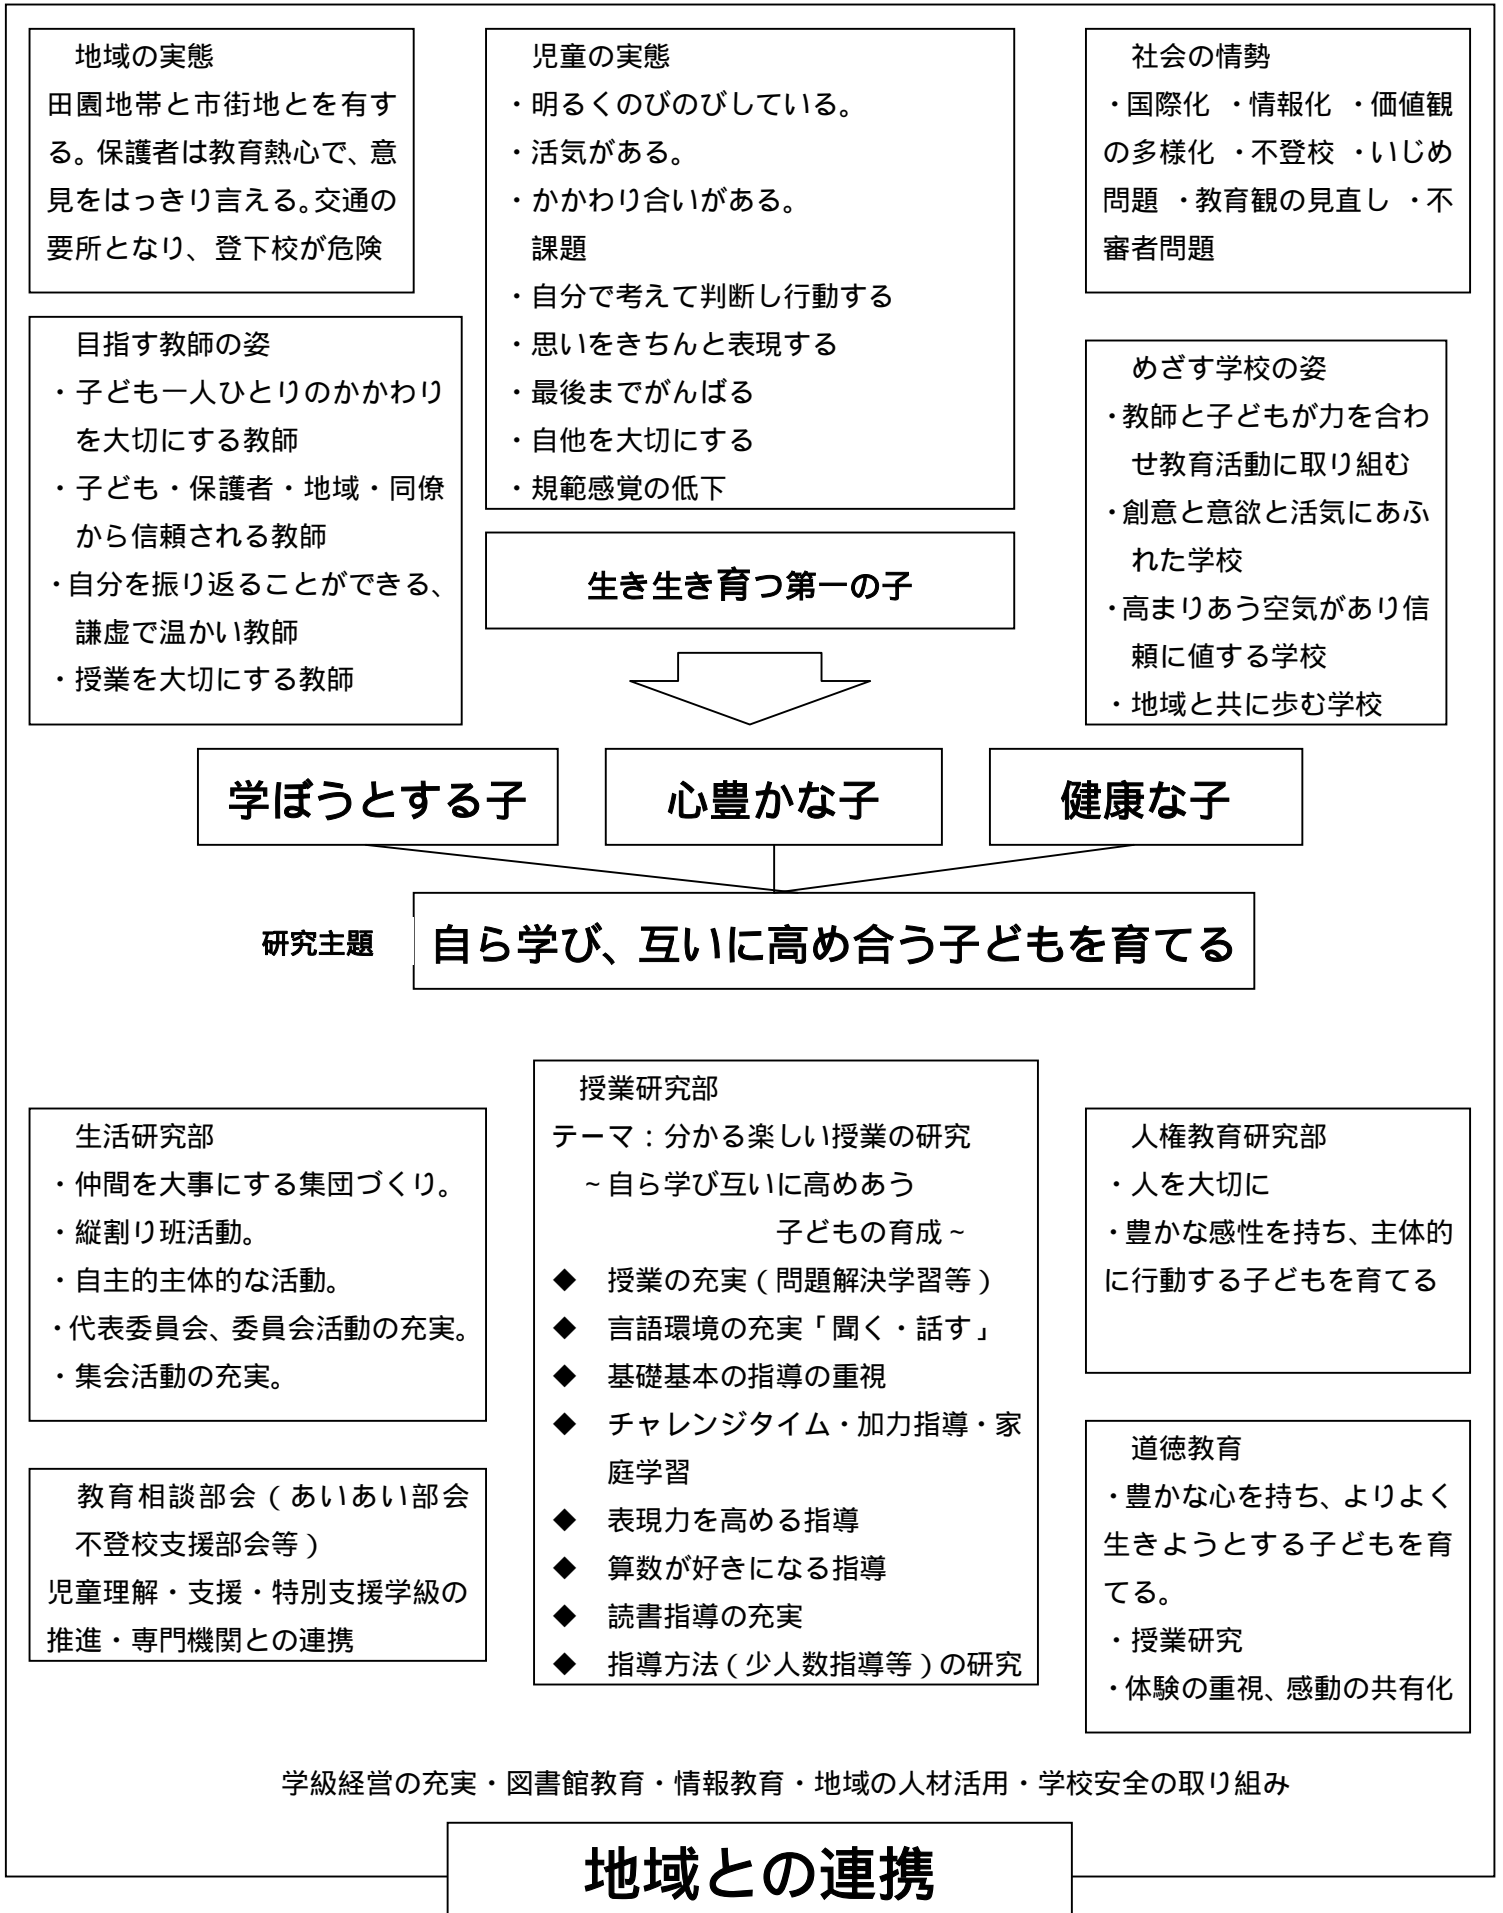 地域の実態
田園地帯と市街地とを有す
る。保護者は教育熱心で、意
見をはっきり言える。交通の
要所となり、登下校が危険
児童の実態
・明るくのびのびしている。
・活気がある。
・かかわり合いがある。
課題
・自分で考えて判断し行動する
・思いをきちんと表現する
・最後までがんばる
・自他を大切にする
・規範感覚の低下
社会の情勢
・国際化 ・情報化 ・価値観
の多様化 ・不登校 ・いじめ
問題 ・教育観の見直し ・不
審者問題
目指す教師の姿
・子ども一人ひとりのかかわり
を大切にする教師
・子ども・保護者・地域・同僚
から信頼される教師
・自分を振り返ることができる、
謙虚で温かい教師
・授業を大切にする教師
生き生き育つ第一の子
めざす学校の姿
・教師と子どもが力を合わ
せ教育活動に取り組む
・創意と意欲と活気にあふ
れた学校
・高まりあう空気があり信
頼に値する学校
・地域と共に歩む学校
学ぼうとする子
心豊かな子
健康な子
研究主題
自ら学び、互いに高め合う子どもを育てる
生活研究部
・仲間を大事にする集団づくり。
・縦割り班活動。
・自主的主体的な活動。
・代表委員会、委員会活動の充実。
・集会活動の充実。
教育相談部会(あいあい部会
不登校支援部会等)
児童理解・支援・特別支援学級の
推進・専門機関との連携
授業研究部
テーマ:分かる楽しい授業の研究
~自ら学び互いに高めあう
子どもの育成~
◆ 授業の充実(問題解決学習等)
◆ 言語環境の充実「聞く・話す」
◆ 基礎基本の指導の重視
◆ チャレンジタイム・加力指導・家
庭学習
◆ 表現力を高める指導
◆ 算数が好きになる指導
◆ 読書指導の充実
◆ 指導方法(少人数指導等)の研究
人権教育研究部
・人を大切に
・豊かな感性を持ち、主体的
に行動する子どもを育てる
道徳教育
・豊かな心を持ち、よりよく
生きようとする子どもを育
てる。
・授業研究
・体験の重視、感動の共有化
学級経営の充実・図書館教育・情報教育・地域の人材活用・学校安全の取り組み
地域との連携